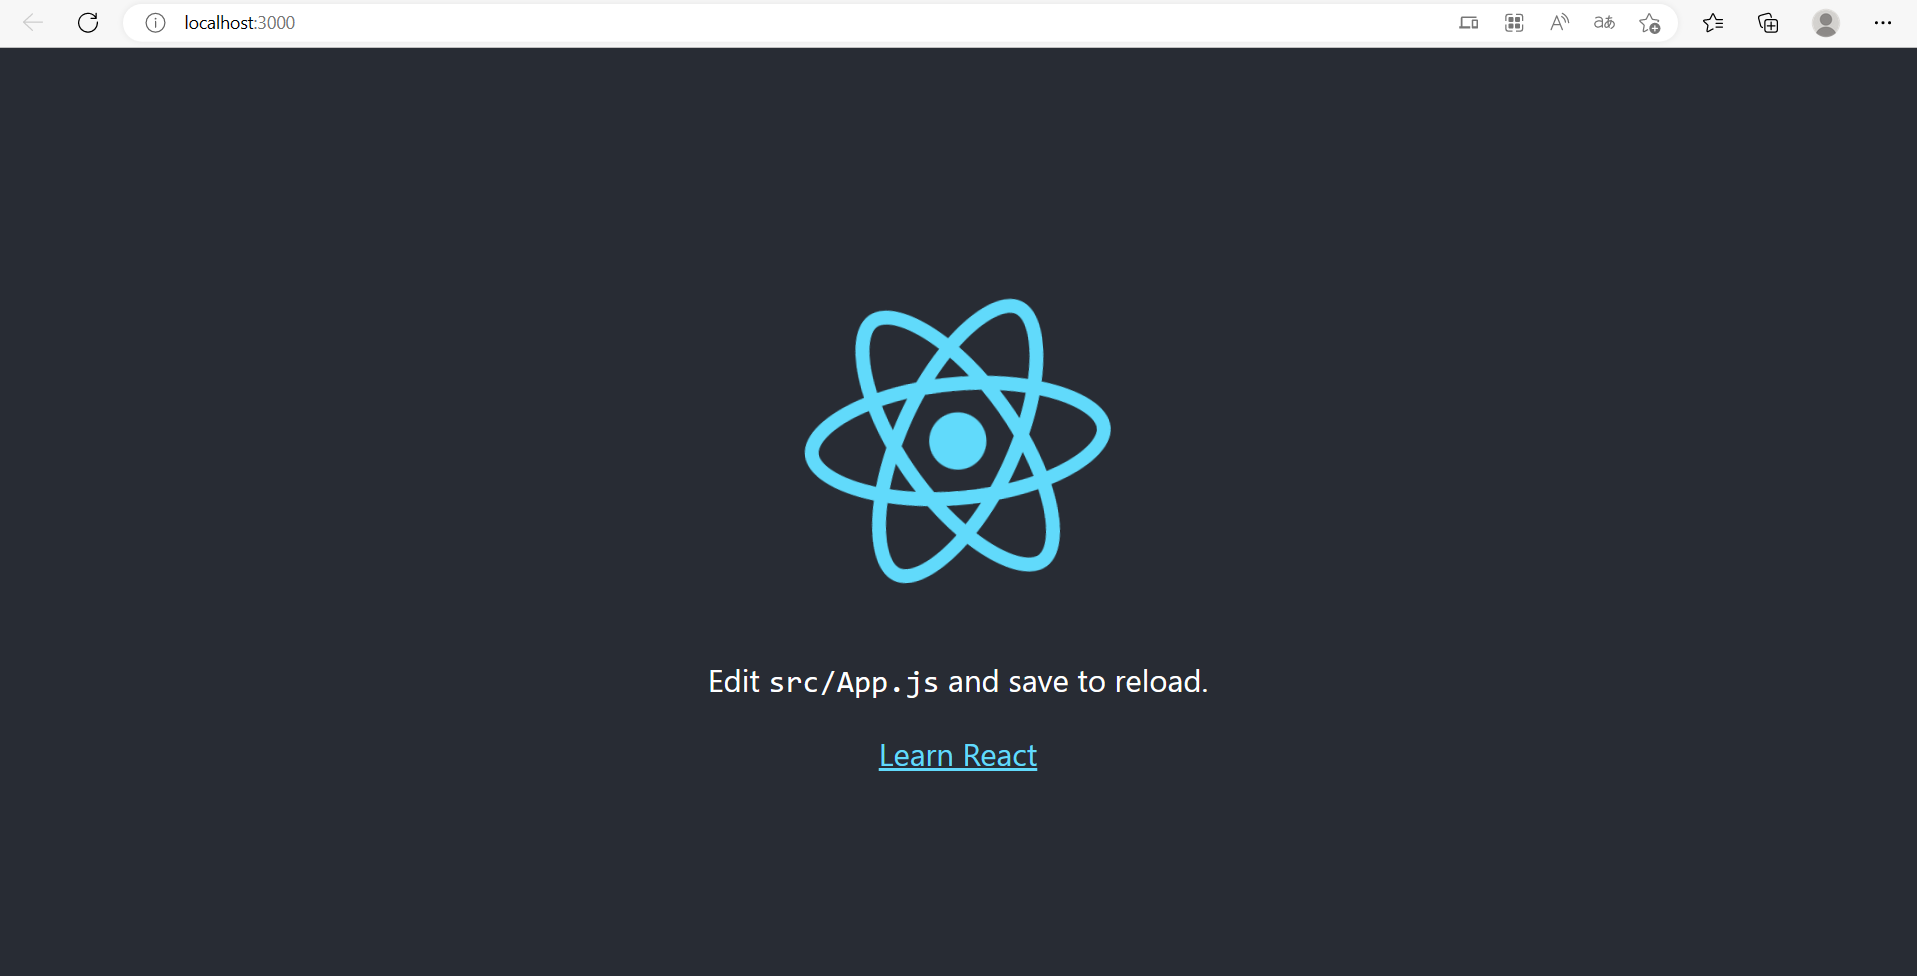 localhost:3000
Edit src/App.js and save to reload.
Learn React